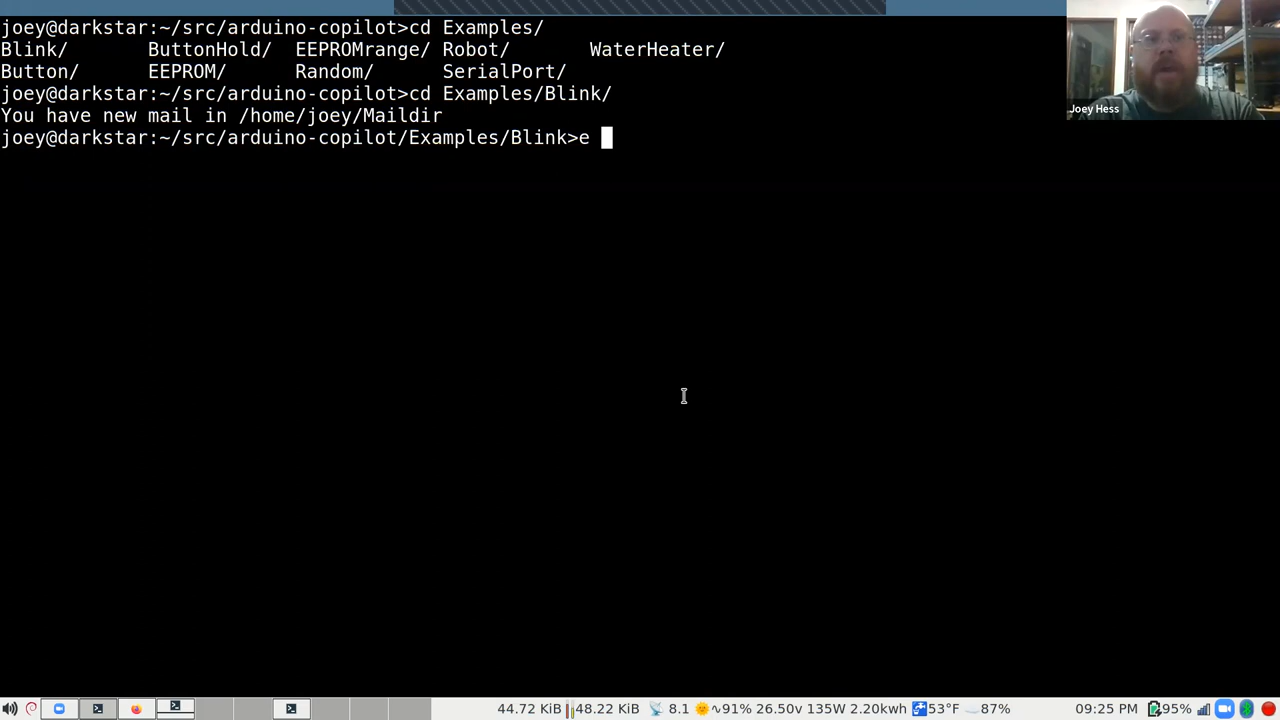 joey@darkstar:~/src/arduino-copilot>cd Examples/
Blink/ ButtonHold/ EEPROMrange/ Robot/ WaterHeater/
Button/ EEPROM/ Random/ SerialPort/
joey@darkstar:~/src/arduino-copilot>cd Examples/Blink/
You have new mail in /home/joey/Maildir
joey@darkstar:~/src/arduino-copilot/Examples/Blink>e
Joey Hess
44.72 KiB 48.22 KiB 8.1 ∿91% 26.50v 135W 2.20kwh 53°F 87% 09:25 PM 95%